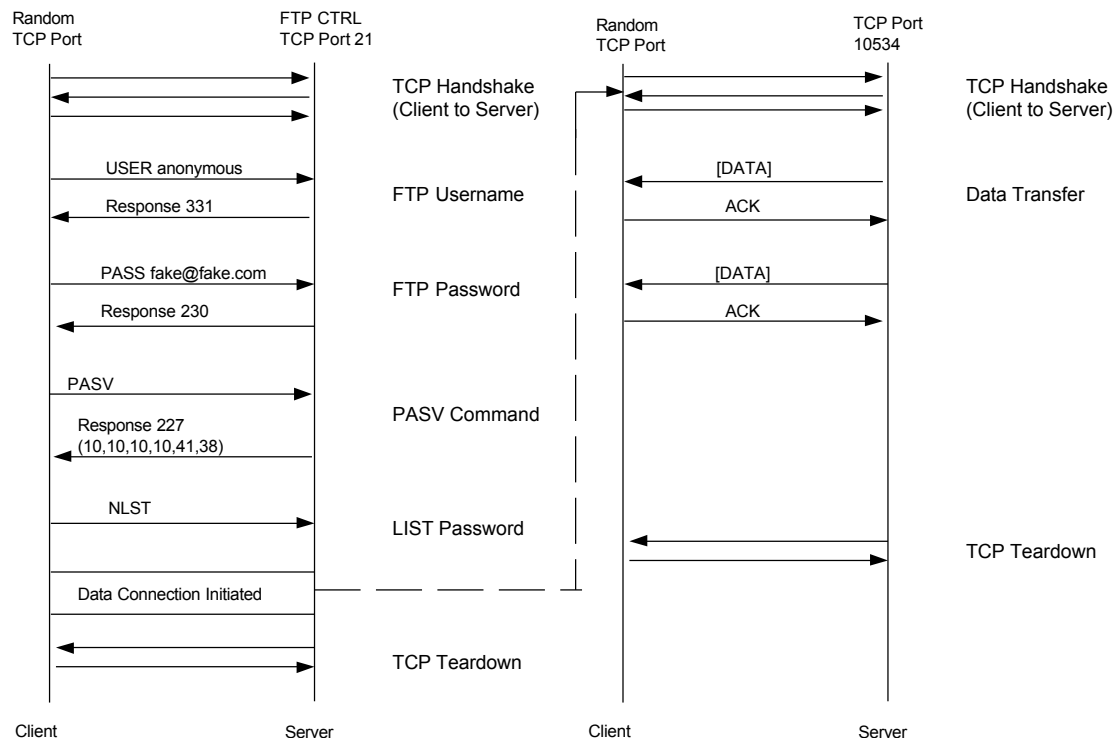 Random
TCP Port
FTP CTRL
TCP Port 21
TCP Handshake
(Client to Server)
USER anonymous
FTP Username
Response 331
PASS fake@fake.com
FTP Password
Response 230
PASV
PASV Command
Response 227
(10,10,10,10,41,38)
NLST
LIST Password
Data Connection Initiated
TCP Teardown
Client
Server
Random
TCP Port
TCP Port
10534
TCP Handshake
(Client to Server)
[DATA]
Data Transfer
ACK
[DATA]
ACK
TCP Teardown
Client
Server